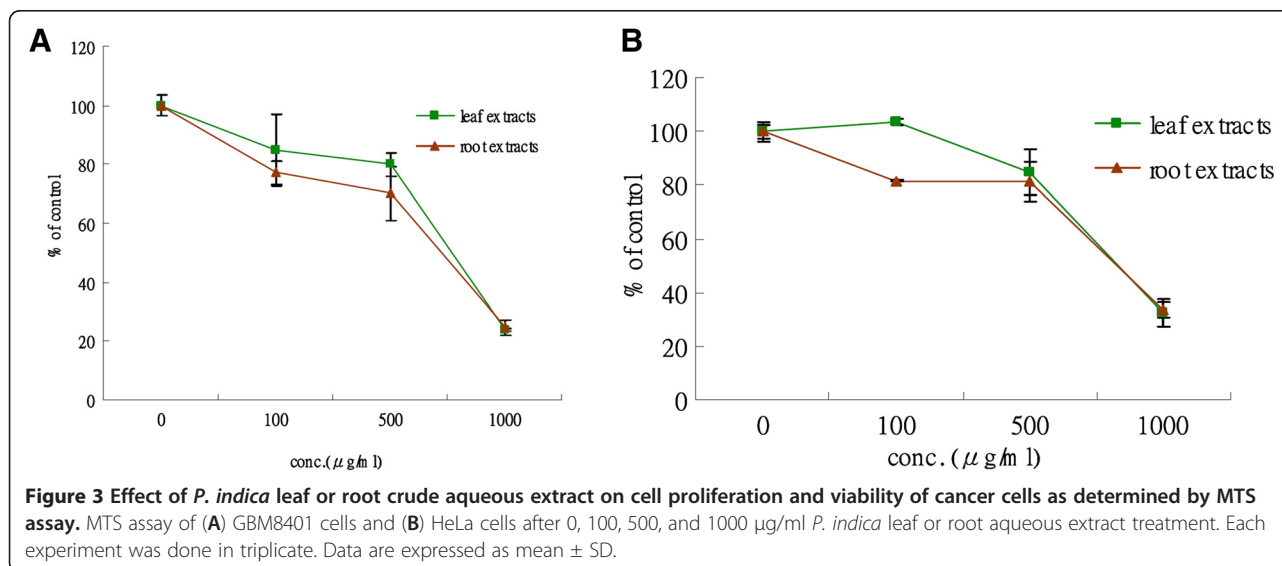 A
120
100
80
60
40
20
0
% of control
leaf extracts
root extracts
0 100 500 1000
conc.(μg/ml)
B
120
100
80
60
40
20
0
% of control
leaf extracts
root extracts
0 100 500 1000
conc.(μg/ml)
Figure 3 Effect of P. indica leaf or root crude aqueous extract on cell proliferation and viability of cancer cells as determined by MTS
assay. MTS assay of (A) GBM8401 cells and (B) HeLa cells after 0, 100, 500, and 1000 μg/ml P. indica leaf or root aqueous extract treatment. Each
experiment was done in triplicate. Data are expressed as mean ± SD.